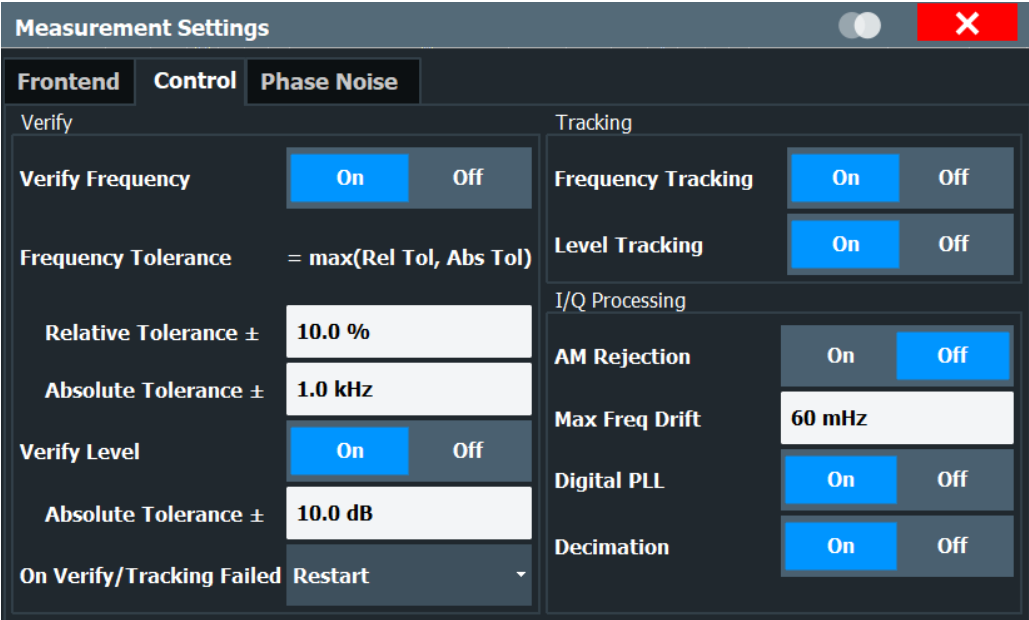 Measurement Settings
Frontend Control Phase Noise
Verify
Verify Frequency On Off
Frequency Tolerance = max(Rel Tol, Abs Tol)
Relative Tolerance ± 10.0 %
Absolute Tolerance ± 1.0 kHz
Verify Level On Off
Absolute Tolerance ± 10.0 dB
On Verify/Tracking Failed Restart
Tracking
Frequency Tracking On Off
Level Tracking On Off
I/Q Processing
AM Rejection On Off
Max Freq Drift 60 mHz
Digital PLL On Off
Decimation On Off